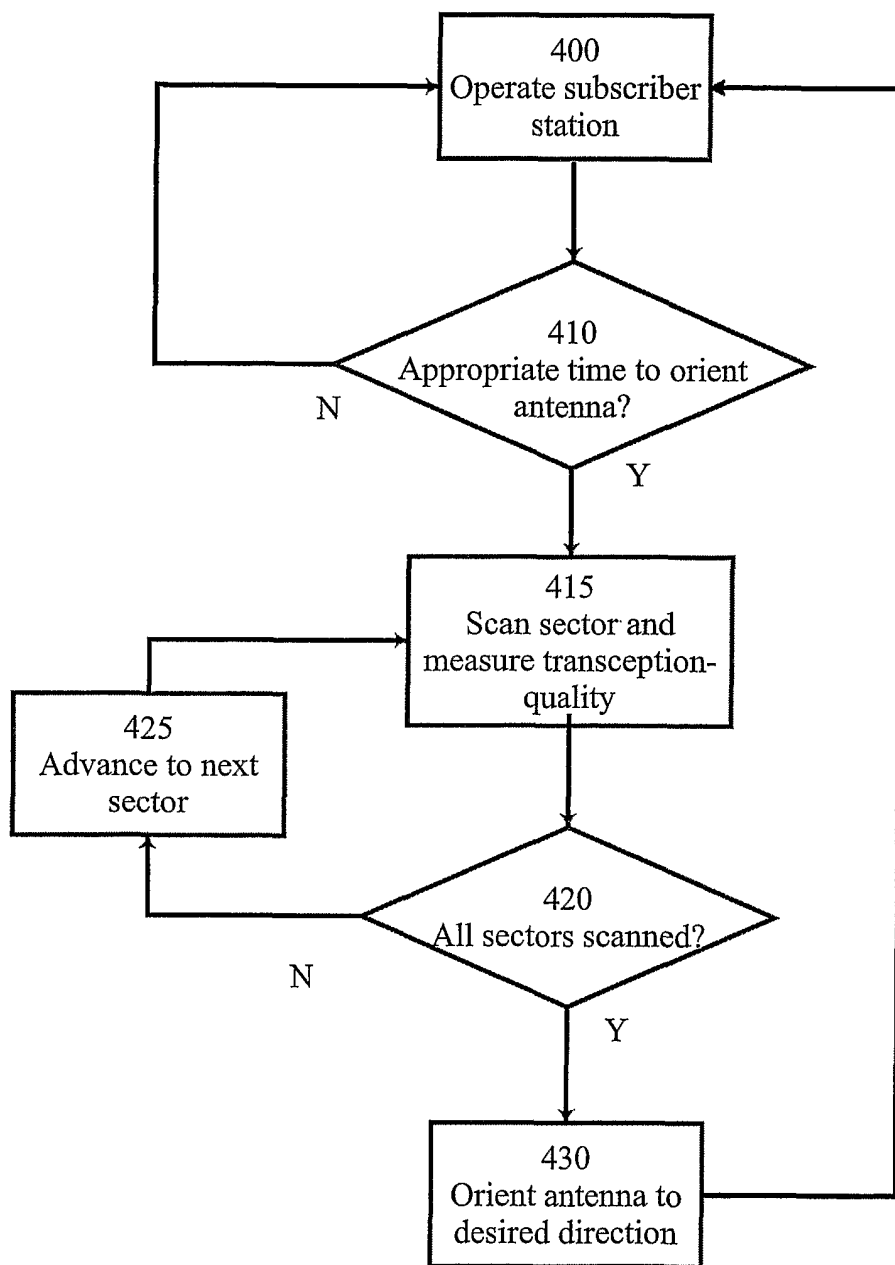 400
Operate subscriber
station
410
Appropriate time to orient
antenna?
N
Y
415
Scan sector and
measure transception-
quality
425
Advance to next
sector
420
All sectors scanned?
N
Y
430
Orient antenna to
desired direction